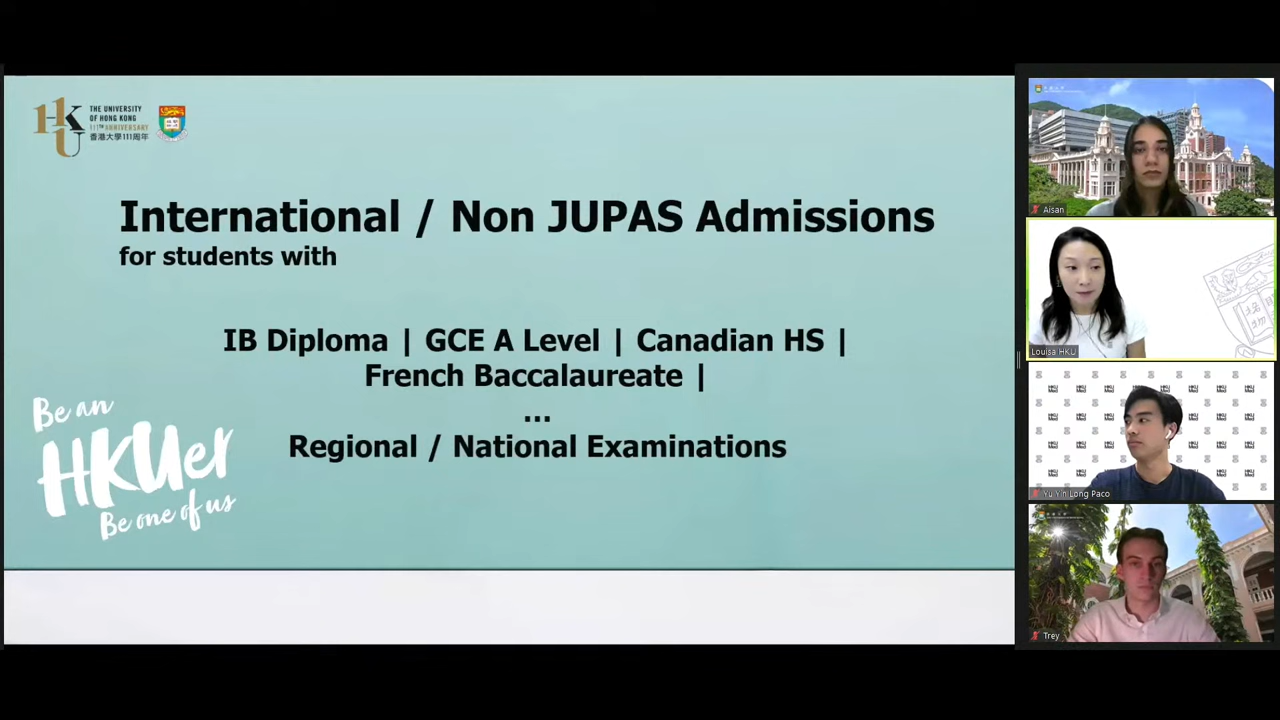 THE UNIVERSITY
OF HONG KONG
111TH ANNIVERSARY
香港大學111周年
HKU
International / Non JUPAS Admissions
for students with
IB Diploma | GCE A Level | Canadian HS |
French Baccalaureate |
...
Regional / National Examinations
Be an
HKUer
Be one of us
Aisan
Louisa HKU
Yu Yin Long Paco
Trey